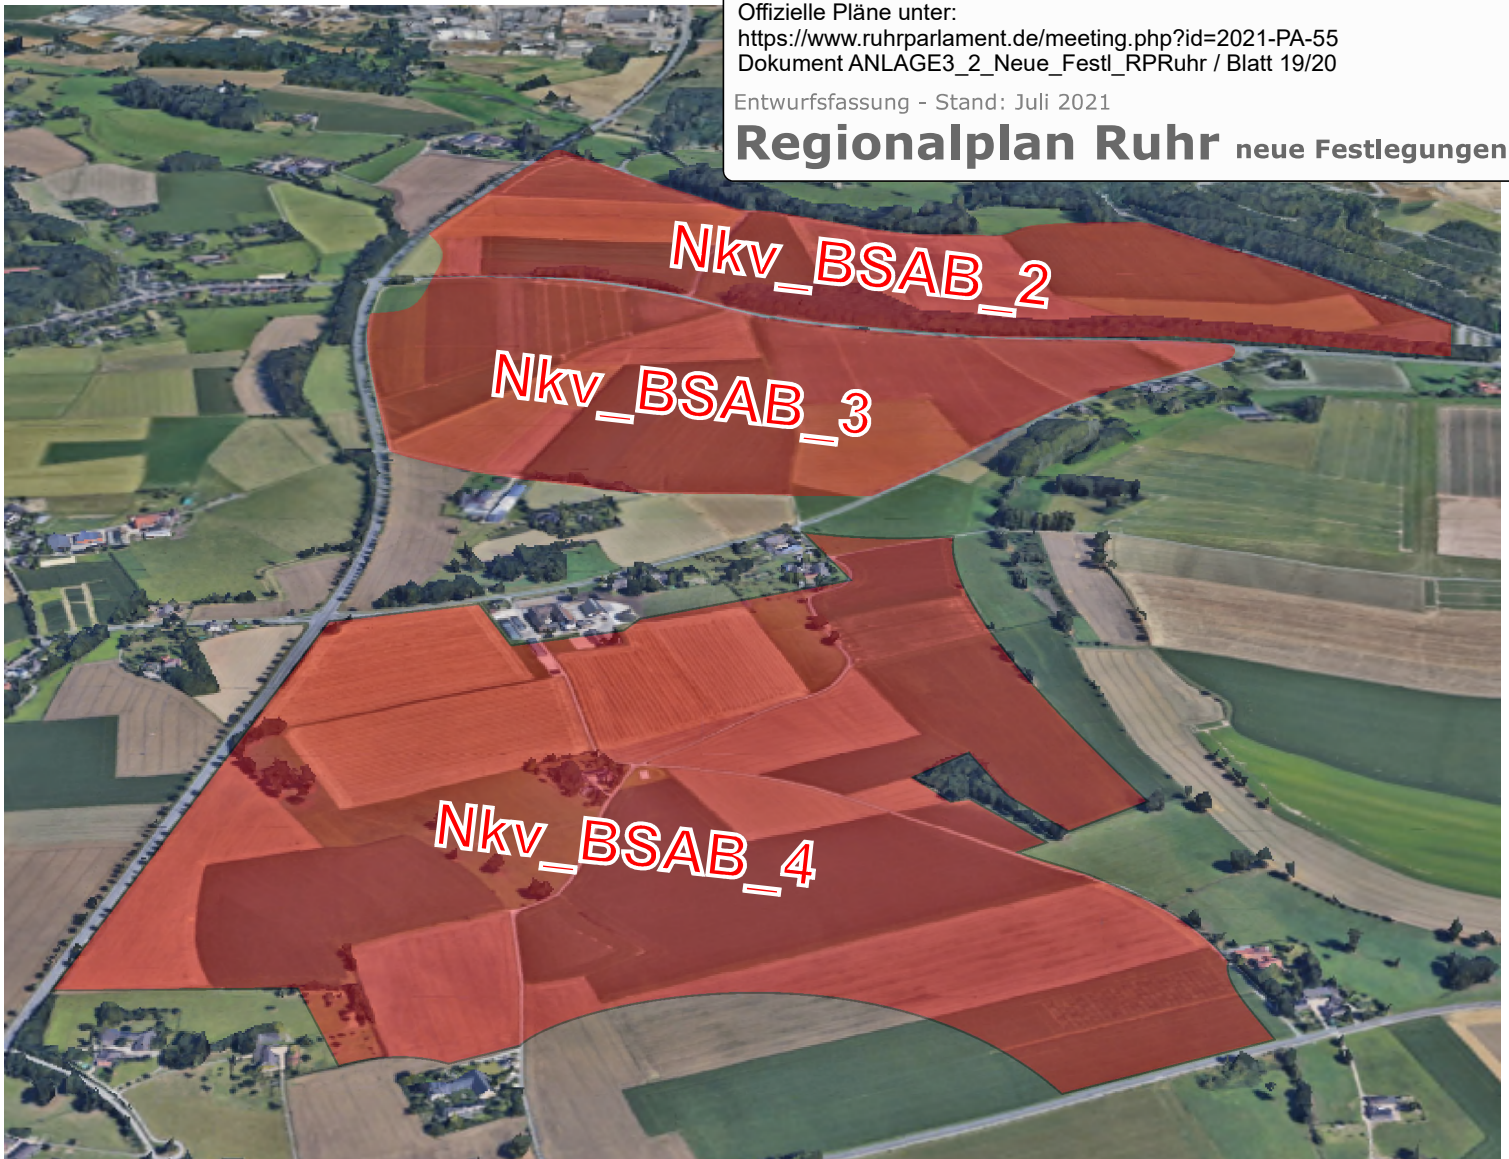 Offizielle Pläne unter:
https://www.ruhrparlament.de/meeting.php?id=2021-PA-55
Dokument ANLAGE3_2_Neue_Festl_RPRuhr / Blatt 19/20
Entwurfsfassung - Stand: Juli 2021
Regionalplan Ruhr neue Festlegungen
Nkv_BSAB_2
Nkv_BSAB_3
Nkv_BSAB_4